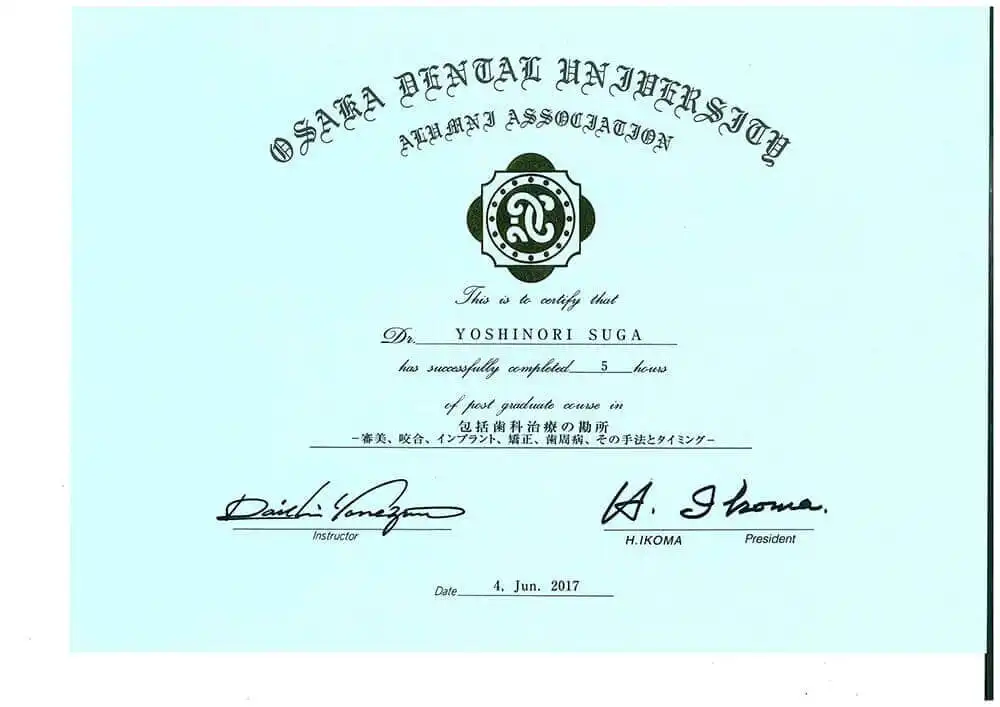 OSAKA DENTAL UNIVERSITY
ALUMNI ASSOCIATION
This is to certify that
Dr. YOSHINORI SUGA
has successfully completed 5 hours
of post graduate course in
包括歯科治療の勘所
－審美、咬合、インプラント、矯正、歯周病、その手法とタイミング－
Daichi Yonezawa H. Ikoma.
Instructor H.IKOMA President
Date 4, Jun. 2017